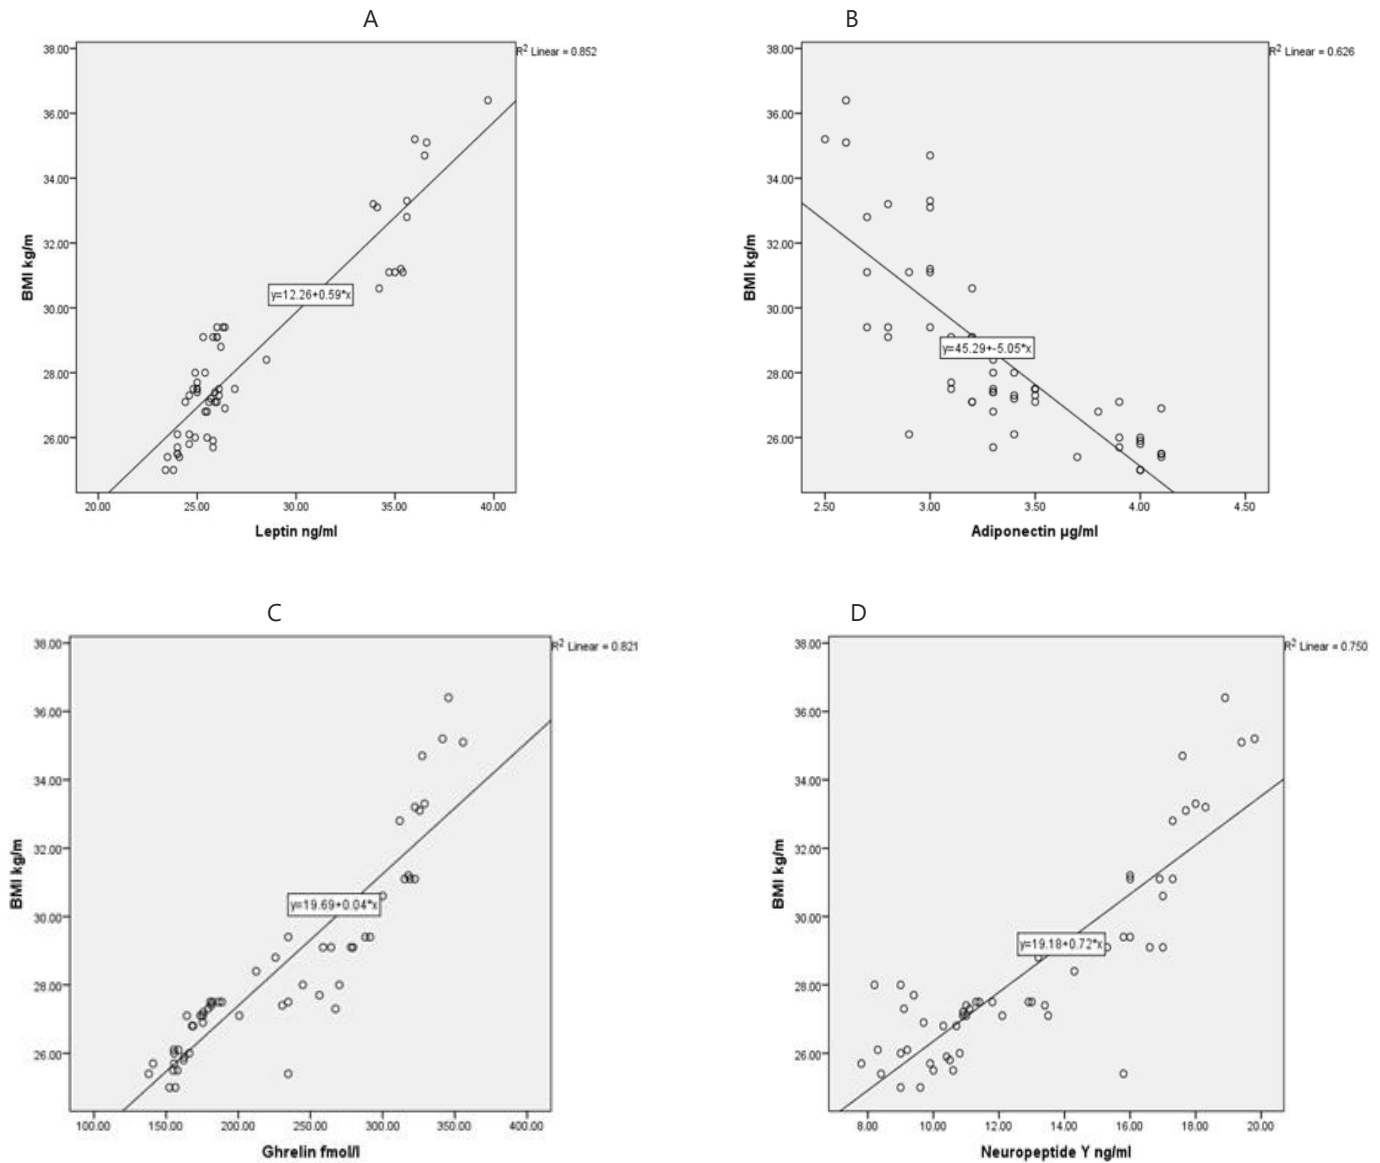 A
B
R² Linear = 0.852
38.00
36.00
34.00
32.00
30.00
28.00
26.00
BMI kg/m
y=12.26+0.59*x
20.00 25.00 30.00 35.00 40.00
Leptin ng/ml
R² Linear = 0.626
38.00
36.00
34.00
32.00
30.00
28.00
26.00
BMI kg/m
y=45.29+-5.05*x
2.50 3.00 3.50 4.00 4.50
Adiponectin µg/ml
C
D
R² Linear = 0.821
38.00
36.00
34.00
32.00
30.00
28.00
26.00
BMI kg/m
y=19.69+0.04*x
100.00 150.00 200.00 250.00 300.00 350.00 400.00
Ghrelin fmol/l
R² Linear = 0.750
38.00
36.00
34.00
32.00
30.00
28.00
26.00
BMI kg/m
y=19.18+0.72*x
8.00 10.00 12.00 14.00 16.00 18.00 20.00
Neuropeptide Y ng/ml